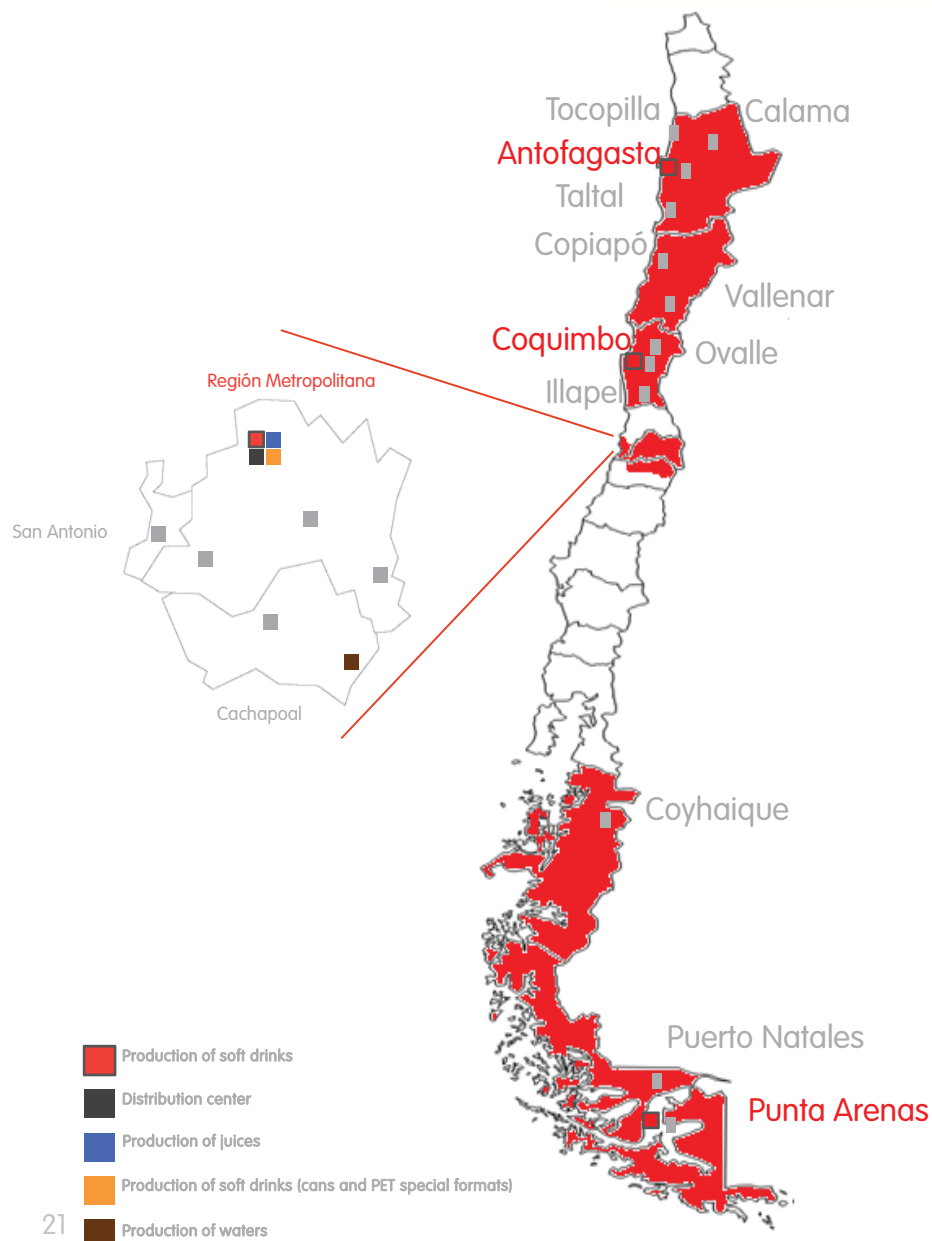 Tocopilla
Calama
Antofagasta
Taltal
Copiapó
Vallenar
Coquimbo
Ovalle
Illapel
Región Metropolitana
San Antonio
Cachapoal
Coyhaique
Puerto Natales
Punta Arenas
Production of soft drinks
Distribution center
Production of juices
Production of soft drinks (cans and PET special formats)
Production of waters
21